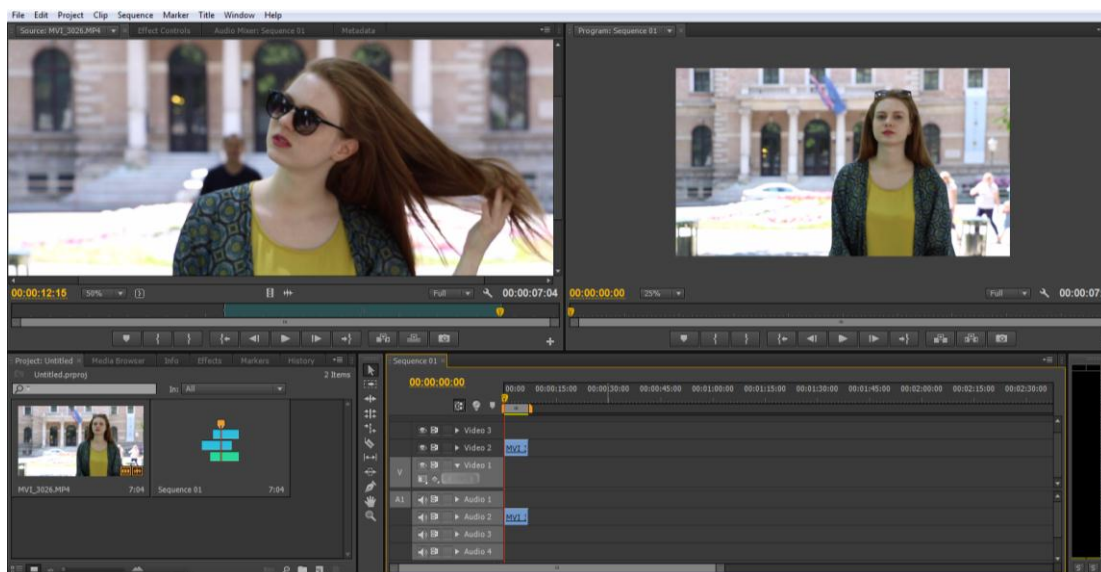 File Edit Project Clip Sequence Marker Title Window Help
Source: MVI_3026.MP4 Effect Controls Audio Mixer: Sequence 01 Metadata
Program: Sequence 01
00:00:12:15 50% Full 00:00:07:04
00:00:00:00 25% Full 00:00:07
Project: Untitled Media Browser Info Effects Markers History
Untitled.prproj 2 Items
In: All
MVI_3026.MP4 7:04 Sequence 01 7:04
Sequence 01
00:00:00:00
00:00 00:00:15:00 00:00:30:00 00:00:45:00 00:01:00:00 00:01:15:00 00:01:30:00 00:01:45:00 00:02:00:00 00:02:15:00 00:02:30:00
Video 3
Video 2 MVI_
V Video 1
A1 Audio 1
Audio 2 MVI_
Audio 3
Audio 4
S S